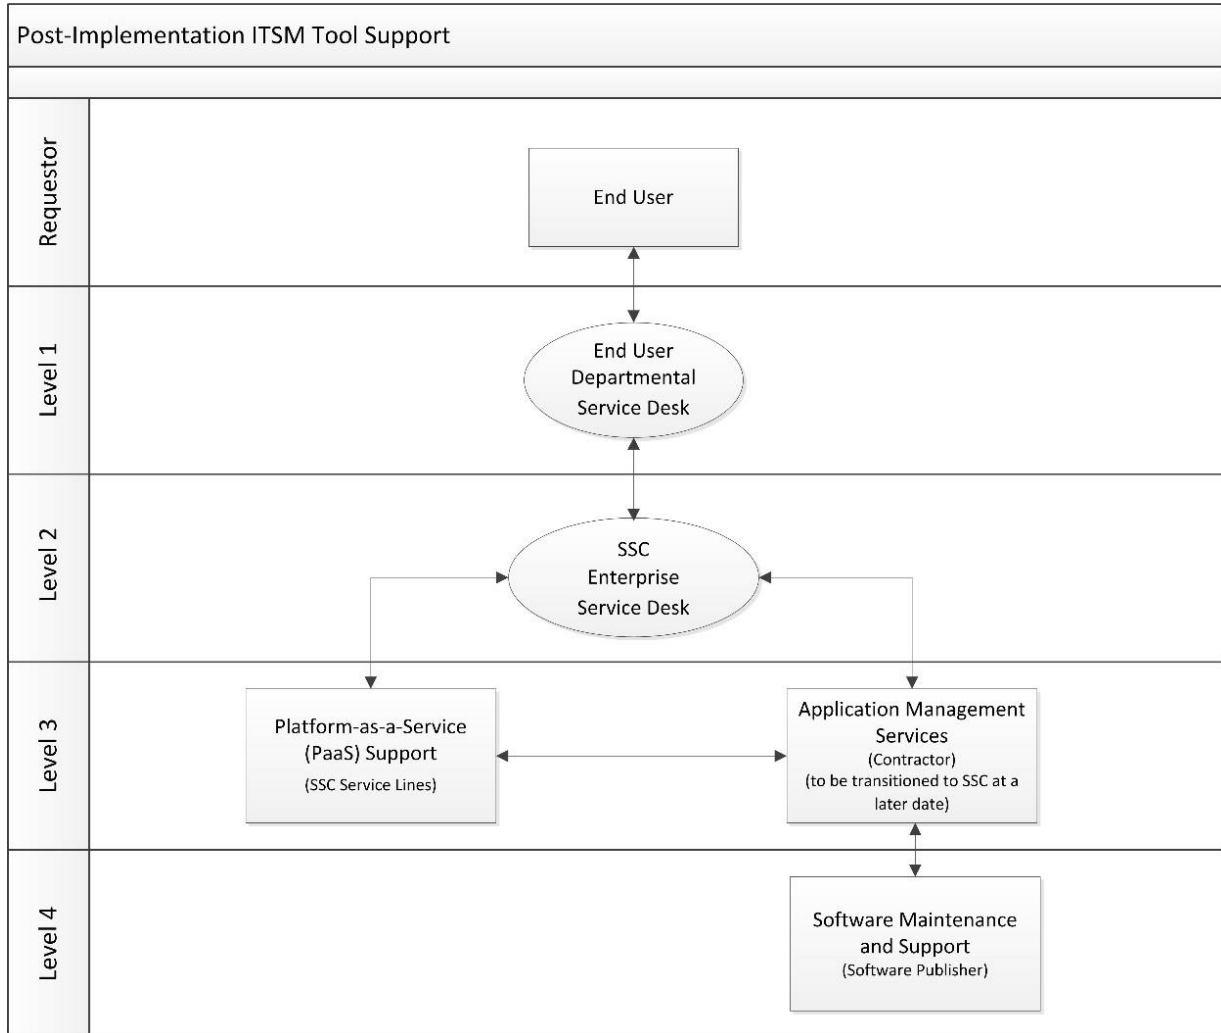 Post-Implementation ITSM Tool Support
Requestor
End User
Level 1
End User
Departmental
Service Desk
Level 2
SSC
Enterprise
Service Desk
Level 3
Platform-as-a-Service
(PaaS) Support
(SSC Service Lines)
Application Management
Services
(Contractor)
(to be transitioned to SSC at a
later date)
Level 4
Software Maintenance
and Support
(Software Publisher)